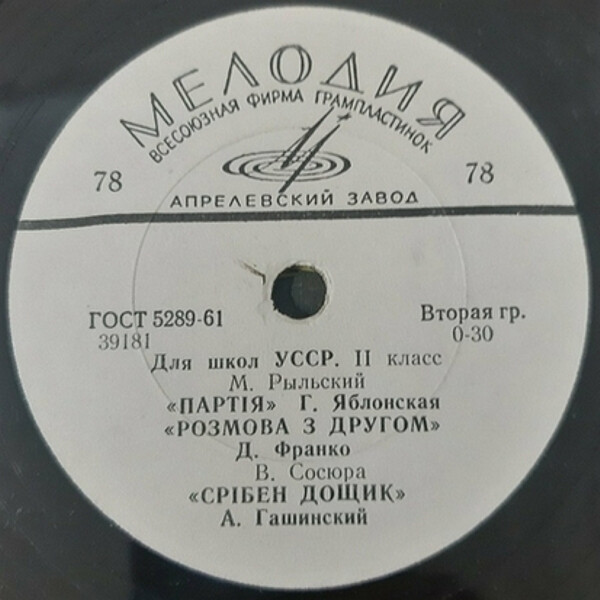 МЕЛОДИЯ
ВСЕСОЮЗНАЯ ФИРМА ГРАМПЛАСТИНОК
78 78
АПРЕЛЕВСКИЙ ЗАВОД
ГОСТ 5289-61 Вторая гр.
39181 0-30
Для школ УССР. II класс
М. Рыльский
«ПАРТІЯ» Г. Яблонская
«РОЗМОВА З ДРУГОМ»
Д. Франко
В. Сосюра
«СРІБЕН ДОЩИК»
А. Гашинский